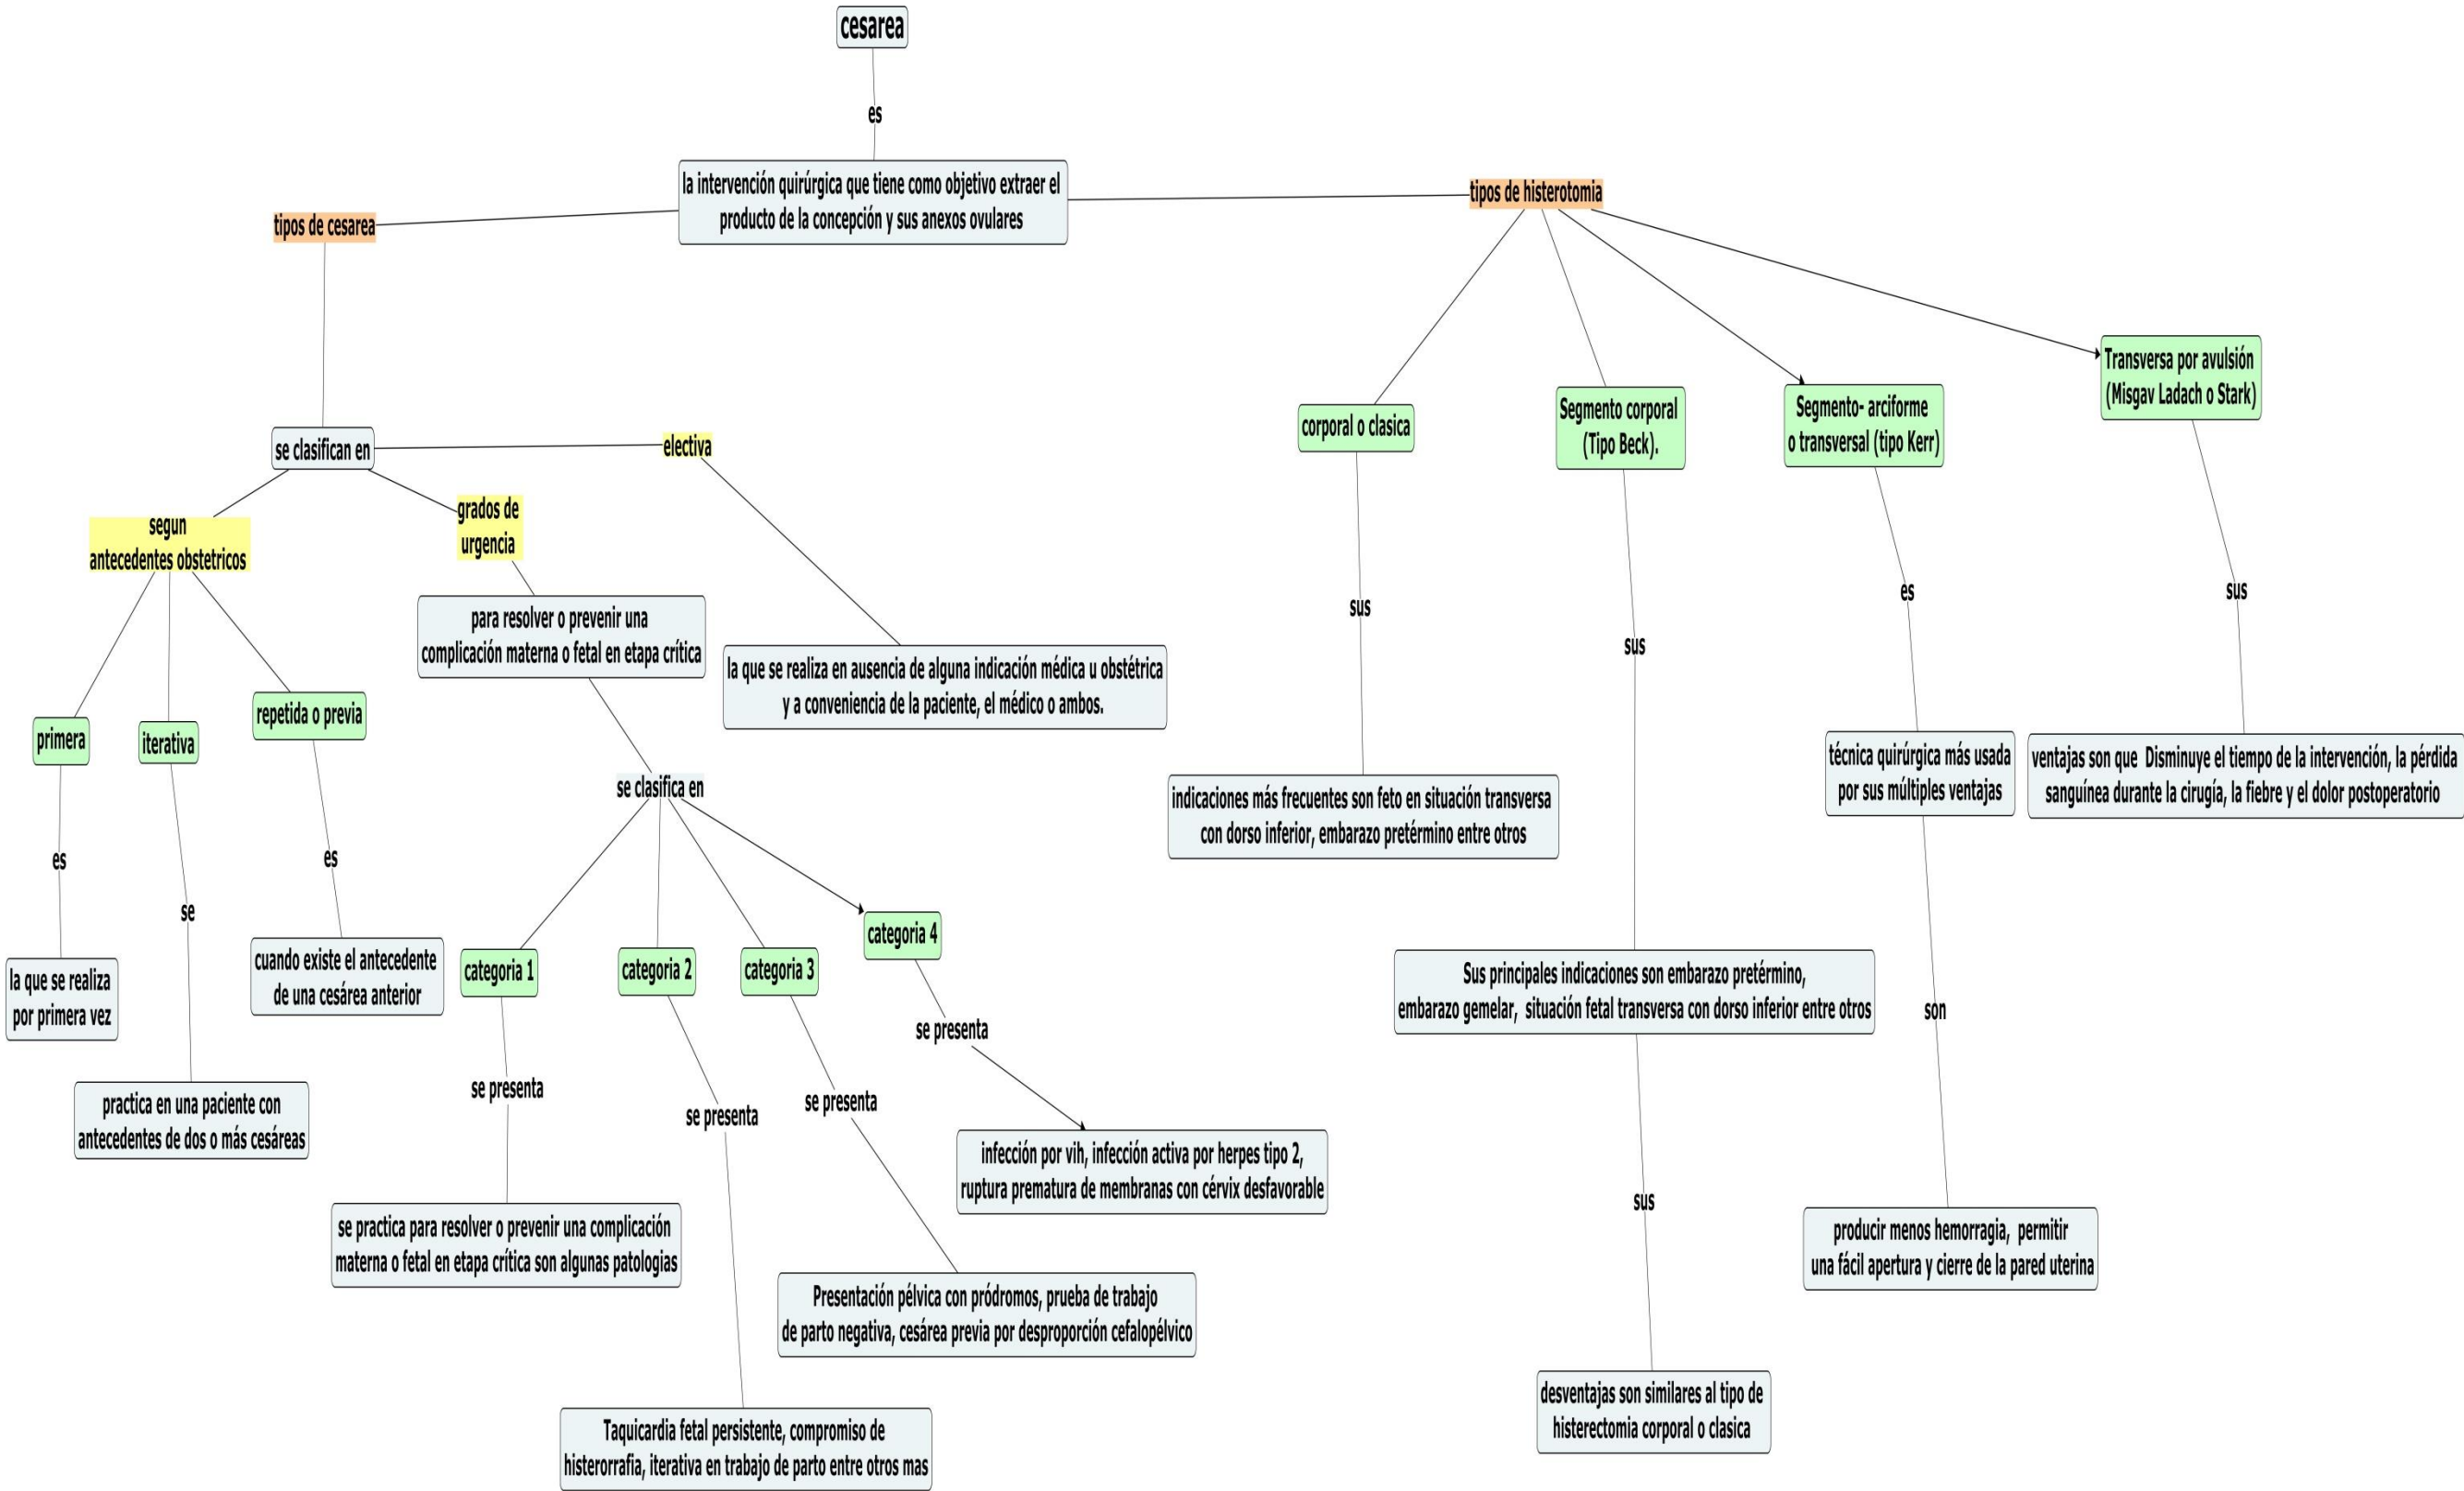 cesarea
es
la intervención quirúrgica que tiene como objetivo extraer el
producto de la concepción y sus anexos ovulares
tipos de cesarea
tipos de histerotomia
se clasifican en
electiva
segun
antecedentes obstetricos
grados de
urgencia
para resolver o prevenir una
complicación materna o fetal en etapa crítica
la que se realiza en ausencia de alguna indicación médica u obstétrica
y a conveniencia de la paciente, el médico o ambos.
primera
iterativa
repetida o previa
es
se
es
la que se realiza
por primera vez
practica en una paciente con
antecedentes de dos o más cesáreas
cuando existe el antecedente
de una cesárea anterior
se clasifica en
categoria 1
categoria 2
categoria 3
categoria 4
se presenta
se presenta
se presenta
se presenta
se practica para resolver o prevenir una complicación
materna o fetal en etapa crítica son algunas patologias
Taquicardia fetal persistente, compromiso de
histerorrafia, iterativa en trabajo de parto entre otros mas
Presentación pélvica con pródromos, prueba de trabajo
de parto negativa, cesárea previa por desproporción cefalopélvico
infección por vih, infección activa por herpes tipo 2,
ruptura prematura de membranas con cérvix desfavorable
corporal o clasica
Segmento corporal
(Tipo Beck).
Segmento- arciforme
o transversal (tipo Kerr)
Transversa por avulsión
(Misgav Ladach o Stark)
sus
sus
es
sus
indicaciones más frecuentes son feto en situación transversa
con dorso inferior, embarazo pretérmino entre otros
Sus principales indicaciones son embarazo pretérmino,
embarazo gemelar,  situación fetal transversa con dorso inferior entre otros
sus
desventajas son similares al tipo de
histerectomia corporal o clasica
técnica quirúrgica más usada
por sus múltiples ventajas
son
producir menos hemorragia,  permitir
una fácil apertura y cierre de la pared uterina
ventajas son que  Disminuye el tiempo de la intervención, la pérdida
sanguínea durante la cirugía, la fiebre y el dolor postoperatorio